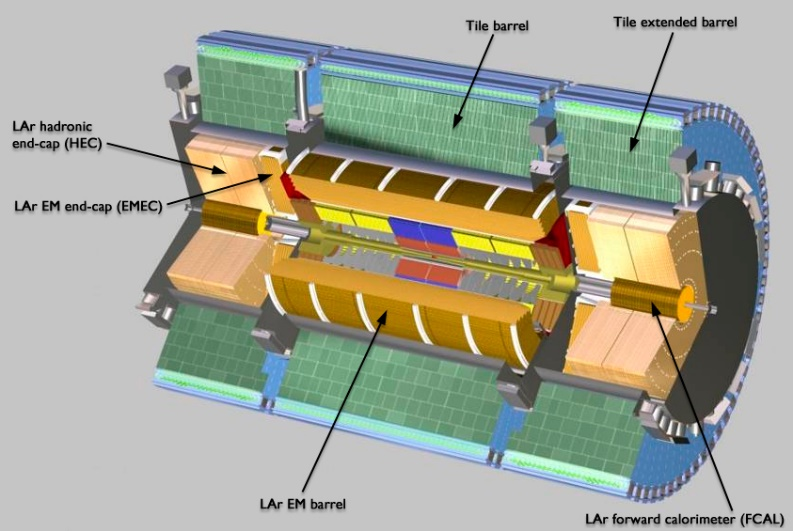 Tile barrel
Tile extended barrel
LAr hadronic
end-cap (HEC)
LAr EM end-cap (EMEC)
LAr EM barrel
LAr forward calorimeter (FCAL)